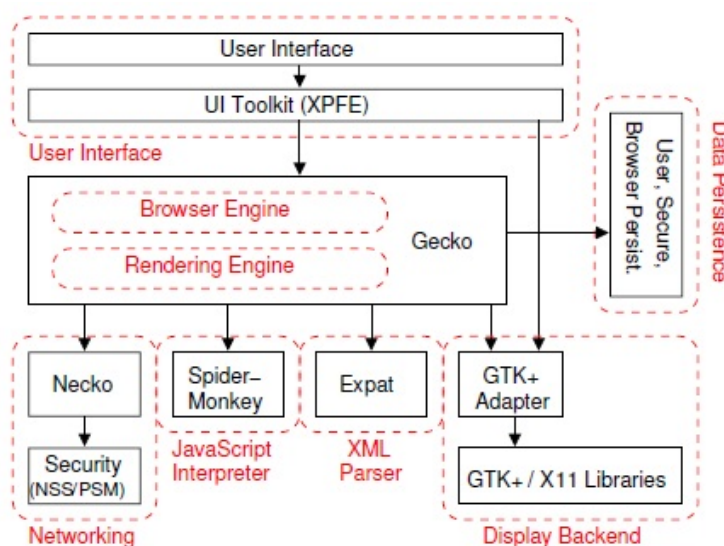 User Interface
UI Toolkit (XPFE)
User Interface
User, Secure,
Browser Persist.
Data Persistence
Browser Engine
Gecko
Rendering Engine
Necko
Spider–
Monkey
Expat
GTK+
Adapter
JavaScript
Interpreter
XML
Parser
Security
(NSS/PSM)
GTK+ / X11 Libraries
Networking
Display Backend